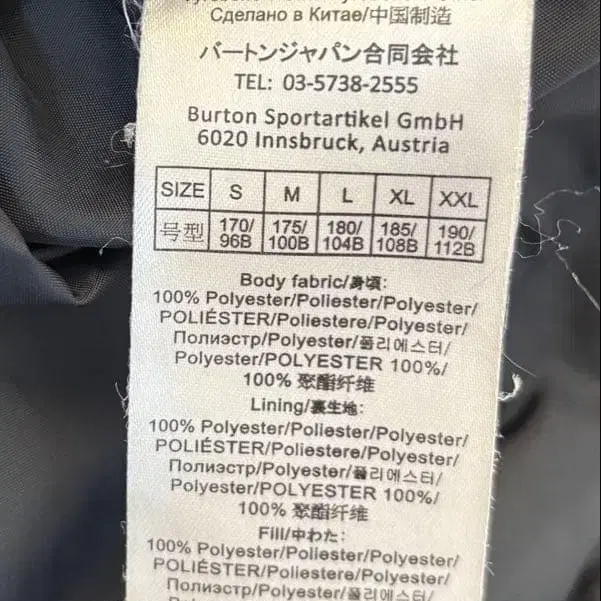 Сделано в Китае/中国制造
バートンジャパン合同会社
TEL: 03-5738-2555
Burton Sportartikel GmbH
6020 Innsbruck, Austria
SIZE S M L XL XXL
号型 170/96B 175/100B 180/104B 185/108B 190/112B
Body fabric/身頃:
100% Polyester/Poliester/Polyester/
POLIÉSTER/Poliestere/Polyester/
Полиэстр/Polyester/폴리에스터/
Polyester/POLYESTER 100%/
100% 聚酯纤维
Lining/裏生地:
100% Polyester/Poliester/Polyester/
POLIÉSTER/Poliestere/Polyester/
Полиэстр/Polyester/폴리에스터/
Polyester/POLYESTER 100%/
100% 聚酯纤维
Fill/中わた:
100% Polyester/Poliester/Polyester/
POLIÉSTER/Poliestere/Polyester/
Полиэстр/Polyester/폴리에스터/